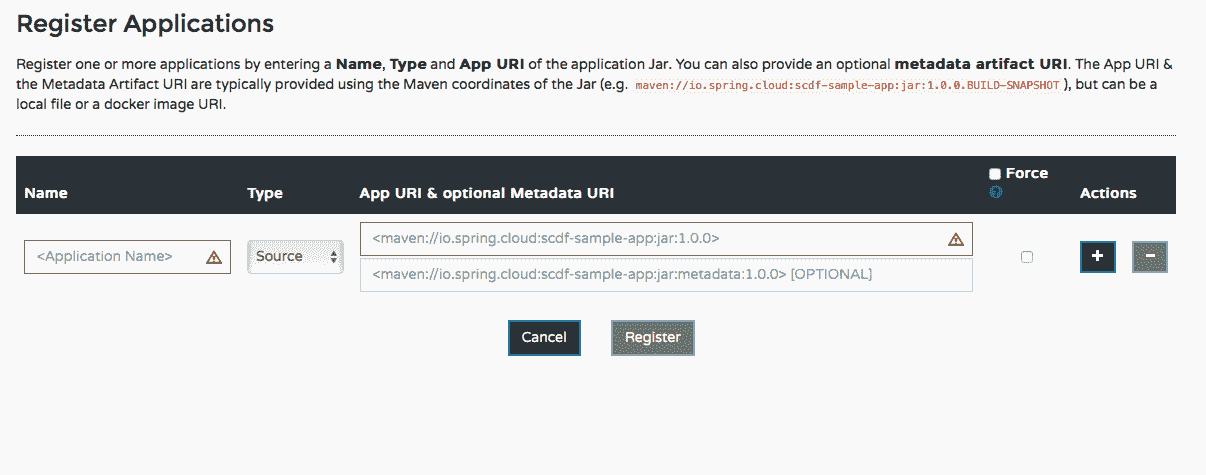 Register Applications
Register one or more applications by entering a Name, Type and App URI of the application Jar. You can also provide an optional metadata artifact URI. The App URI &
the Metadata Artifact URI are typically provided using the Maven coordinates of the Jar (e.g. maven://io.spring.cloud:scdf-sample-app:jar:1.0.0.BUILD-SNAPSHOT), but can be a
local file or a docker image URI.
Force
Name Type App URI & optional Metadata URI Actions
<maven://io.spring.cloud:scdf-sample-app:jar:1.0.0>
<Application Name> Source + −
<maven://io.spring.cloud:scdf-sample-app:jar:metadata:1.0.0> [OPTIONAL]
Cancel Register